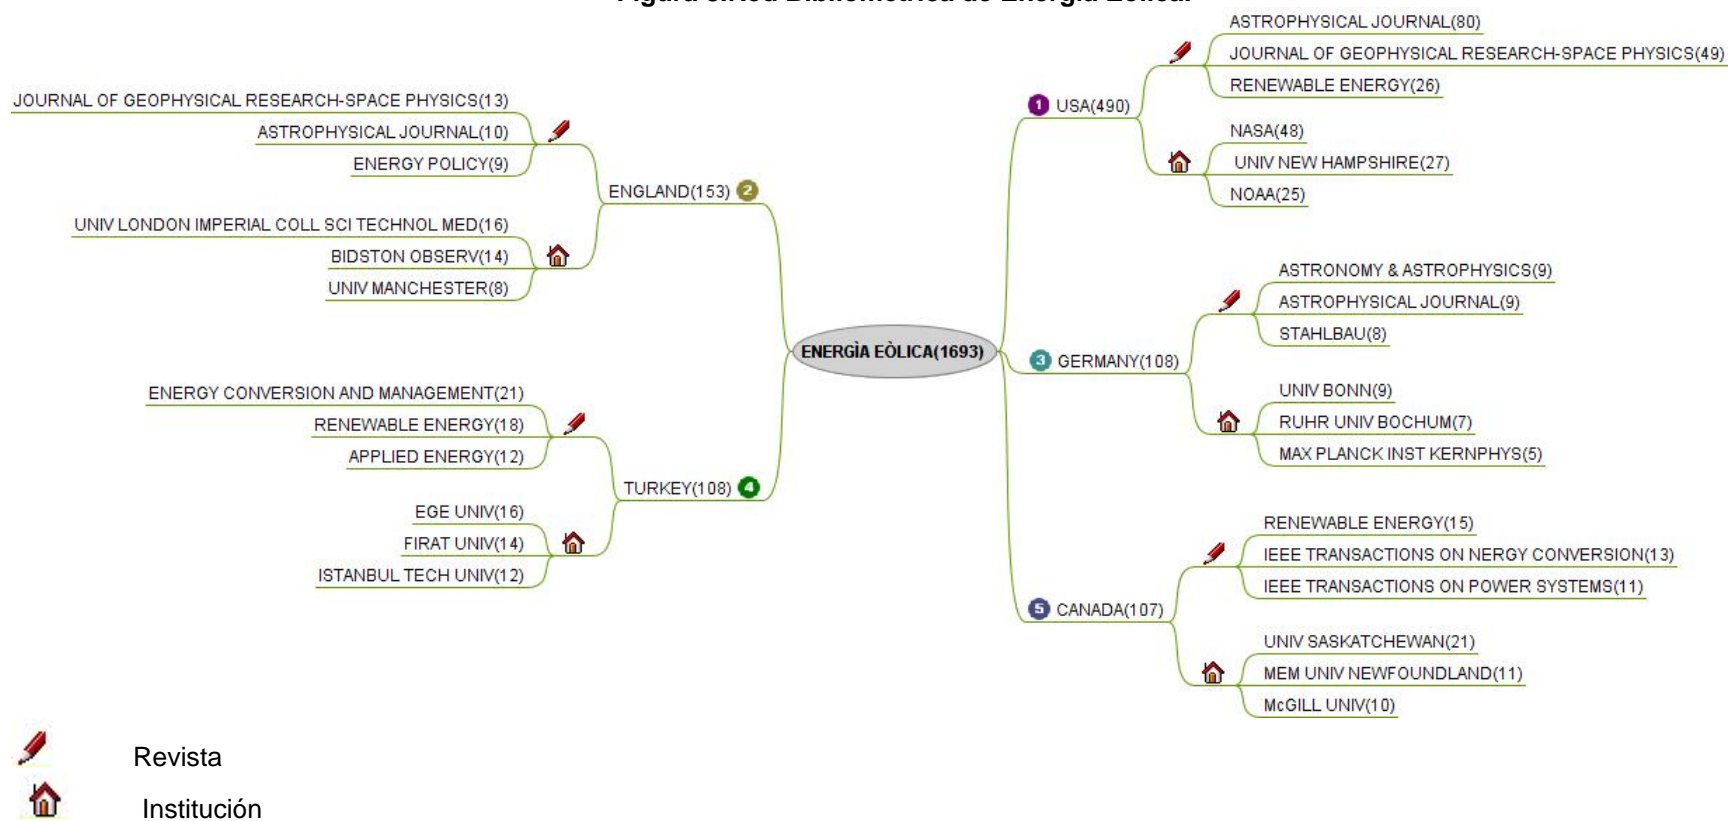 ASTROPHYSICAL JOURNAL(80)
JOURNAL OF GEOPHYSICAL RESEARCH-SPACE PHYSICS(49)
RENEWABLE ENERGY(26)
1 USA(490)
NASA(48)
UNIV NEW HAMPSHIRE(27)
NOAA(25)
JOURNAL OF GEOPHYSICAL RESEARCH-SPACE PHYSICS(13)
ASTROPHYSICAL JOURNAL(10)
ENERGY POLICY(9)
ENGLAND(153) 2
UNIV LONDON IMPERIAL COLL SCI TECHNOL MED(16)
BIDSTON OBSERV(14)
UNIV MANCHESTER(8)
ENERGÌA EÒLICA(1693)
ASTRONOMY & ASTROPHYSICS(9)
ASTROPHYSICAL JOURNAL(9)
STAHLBAU(8)
3 GERMANY(108)
UNIV BONN(9)
RUHR UNIV BOCHUM(7)
MAX PLANCK INST KERNPHYS(5)
ENERGY CONVERSION AND MANAGEMENT(21)
RENEWABLE ENERGY(18)
APPLIED ENERGY(12)
TURKEY(108) 4
EGE UNIV(16)
FIRAT UNIV(14)
ISTANBUL TECH UNIV(12)
RENEWABLE ENERGY(15)
IEEE TRANSACTIONS ON NERGY CONVERSION(13)
IEEE TRANSACTIONS ON POWER SYSTEMS(11)
5 CANADA(107)
UNIV SASKATCHEWAN(21)
MEM UNIV NEWFOUNDLAND(11)
McGILL UNIV(10)
Revista
Institución